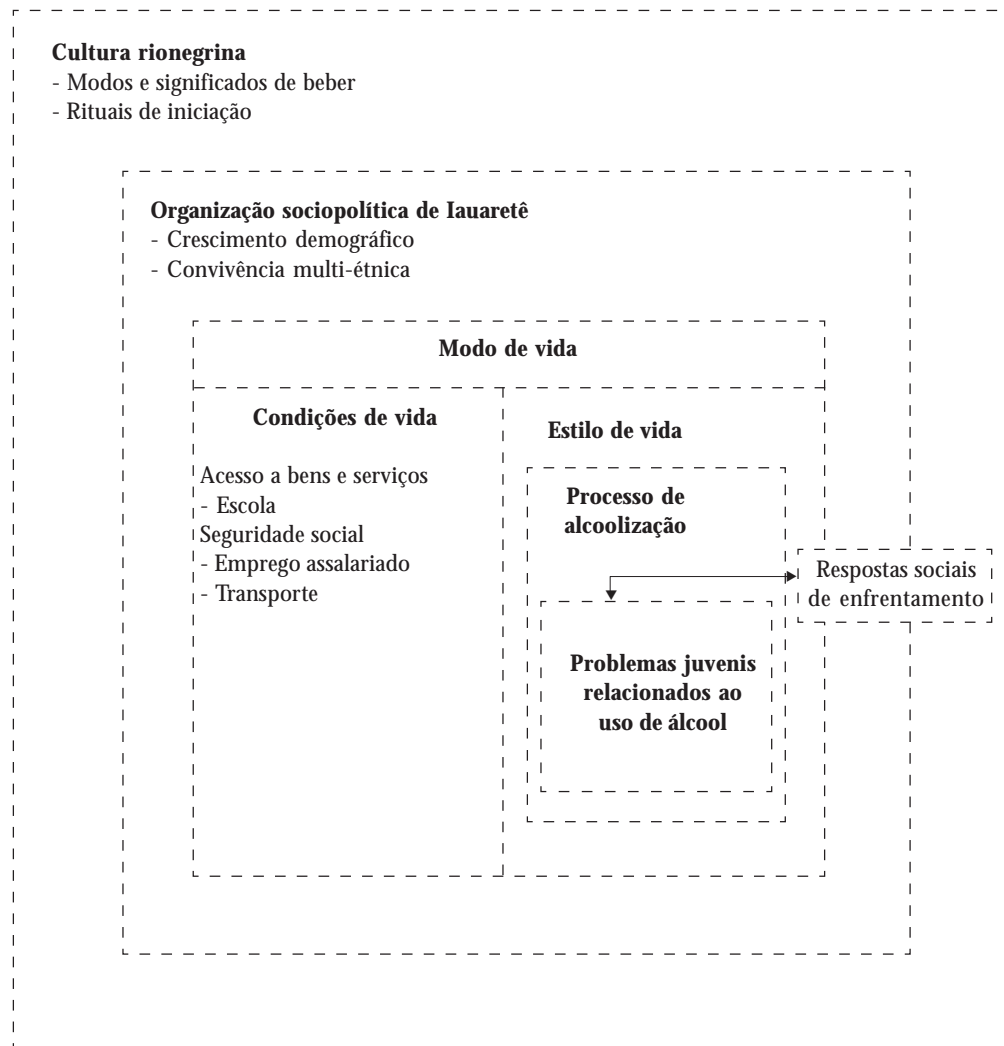 Cultura rionegrina
- Modos e significados de beber
- Rituais de iniciação
Organização sociopolítica de Iauaretê
- Crescimento demográfico
- Convivência multi-étnica
Modo de vida
Condições de vida
Acesso a bens e serviços
- Escola
Seguridade social
- Emprego assalariado
- Transporte
Estilo de vida
Processo de
alcoolização
Respostas sociais
de enfrentamento
Problemas juvenis
relacionados ao
uso de álcool